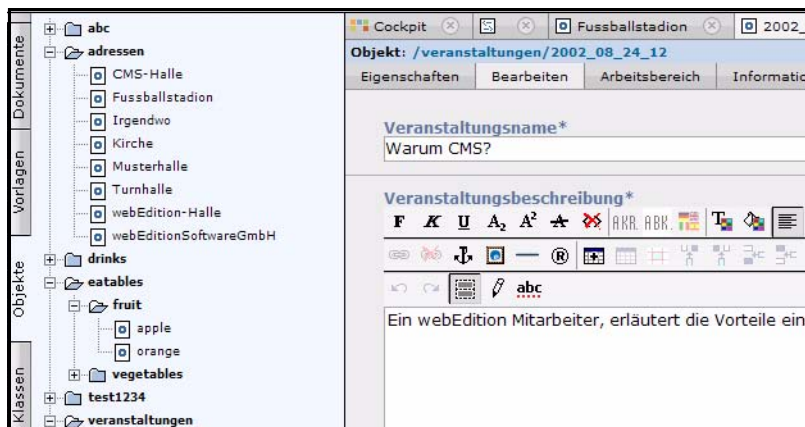 Dokumente
Vorlagen
Objekte
Klassen
abc
adressen
CMS-Halle
Fussballstadion
Irgendwo
Kirche
Musterhalle
Turnhalle
webEdition-Halle
webEditionSoftwareGmbH
drinks
eatables
fruit
apple
orange
vegetables
test1234
veranstaltungen
Cockpit Fussballstadion 2002_
Objekt: /veranstaltungen/2002_08_24_12
Eigenschaften Bearbeiten Arbeitsbereich Informatio
Veranstaltungsname*
Warum CMS?
Veranstaltungsbeschreibung*
F K U A2 A2 A AKR. ABK. T
®
abc
Ein webEdition Mitarbeiter, erläutert die Vorteile ein